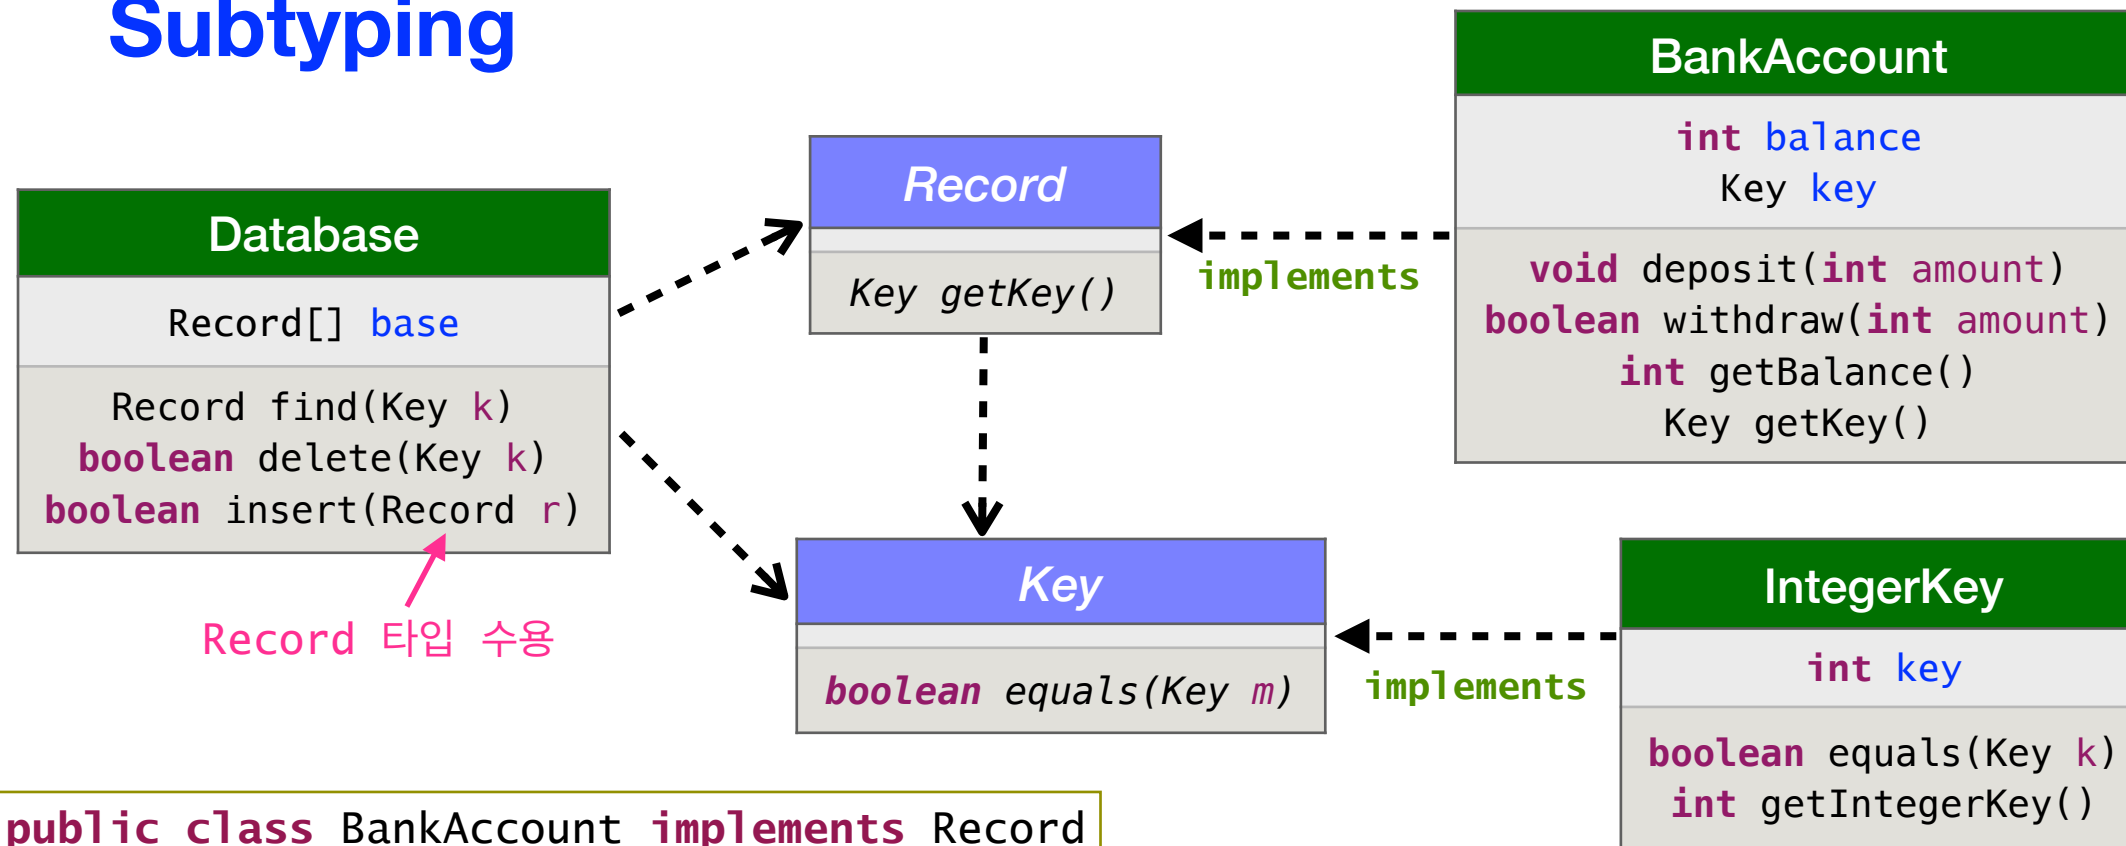 Subtyping
Database
Record[] base
Record find(Key k)
boolean delete(Key k)
boolean insert(Record r)
Record 타입 수용
Record
Key getKey()
implements
BankAccount
int balance
Key key
void deposit(int amount)
boolean withdraw(int amount)
int getBalance()
Key getKey()
Key
boolean equals(Key m)
implements
IntegerKey
int key
boolean equals(Key k)
int getIntegerKey()
public class BankAccount implements Record